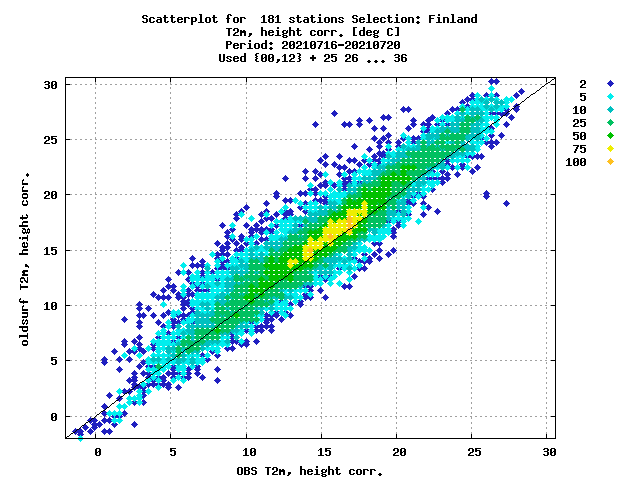 Scatterplot for  181 stations Selection: Finland
T2m, height corr. [deg C]
Period: 20210716-20210720
Used {00,12} + 25 26 ... 36
30
25
20
15
10
5
0
oldsurf T2m, height corr.
0 5 10 15 20 25 30
OBS T2m, height corr.
2
5
10
25
50
75
100